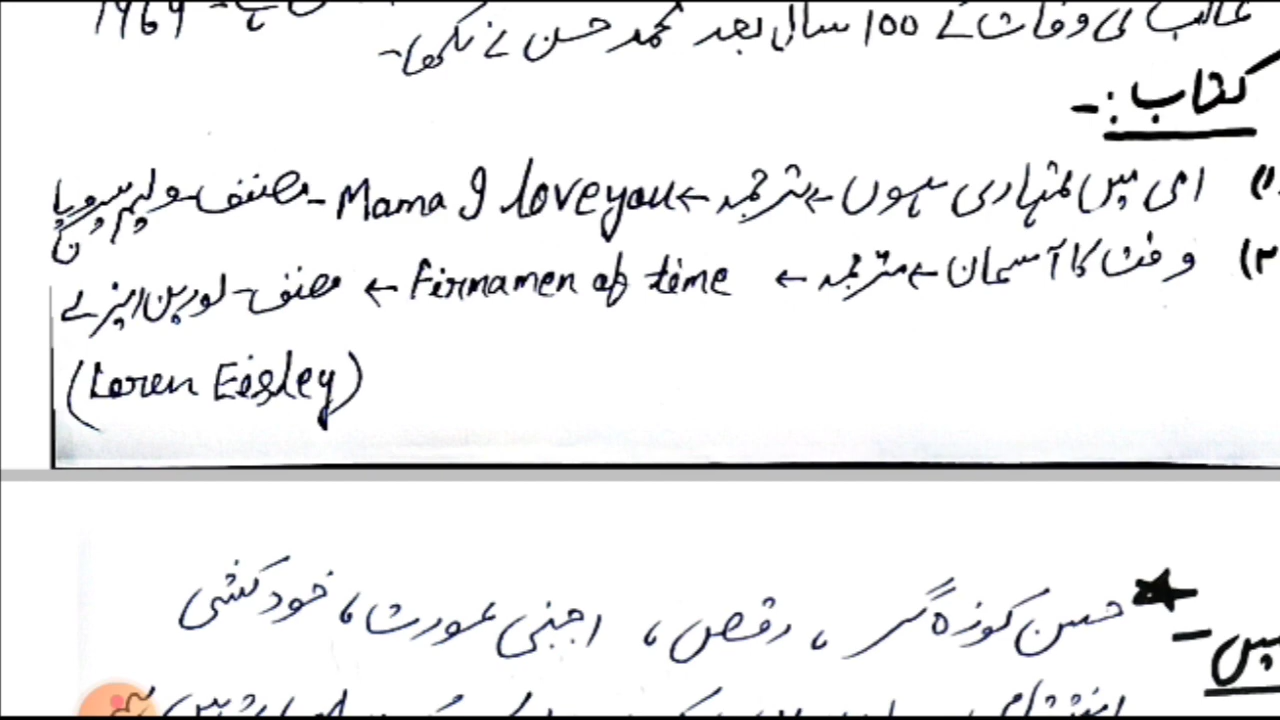 1969
غالب کی وفات کے 100 سال بعد محمد حسن نے لکھا۔
کتاب :-
(1) امی میں تمہاری ہوں ← ترجمہ ← Mama I love you - مصنف ولیم سرویان
(۲) وقت کا آسمان ← ترجمہ ← Firmamen of time ← مصنف - لورین ایزلے
(Loren Eisley)
★ حسن کوزہ گر ، رقص ، اجنبی عورت ، خودکشی